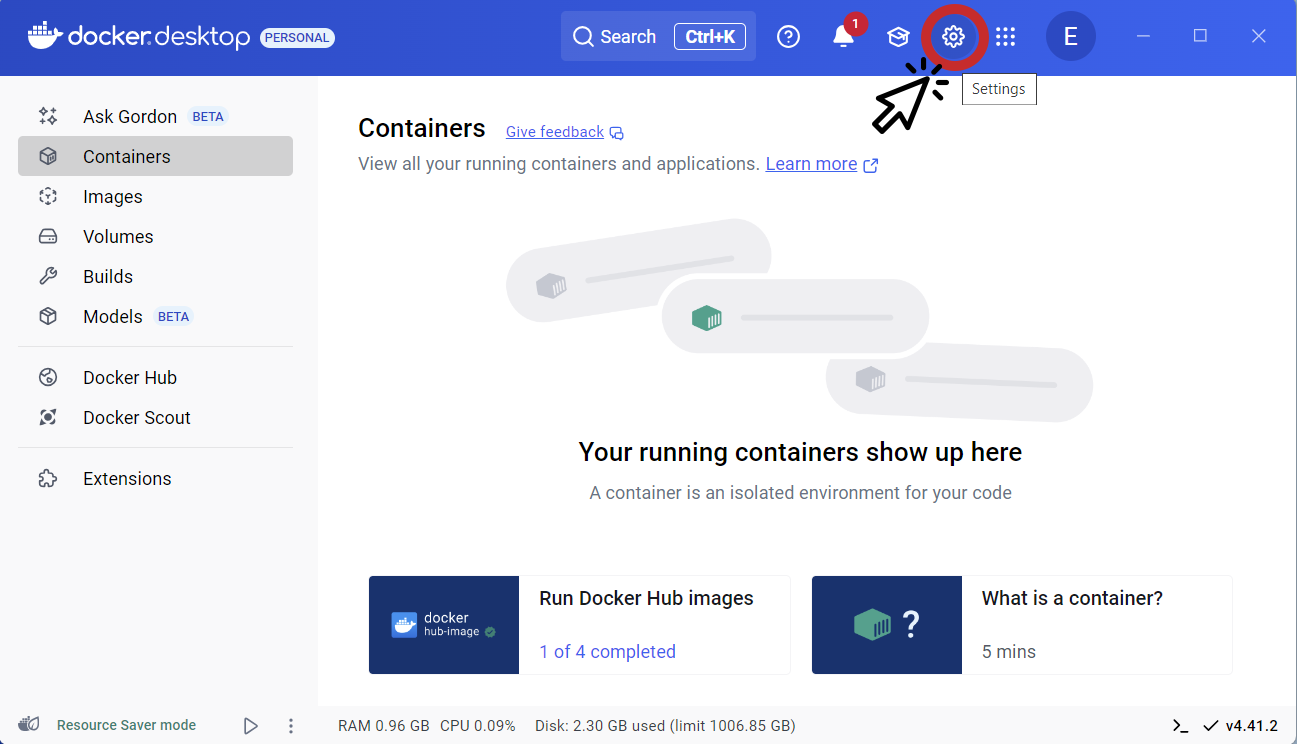 docker.desktop PERSONAL
Search Ctrl+K
1
E
Settings
Ask Gordon BETA
Containers
Images
Volumes
Builds
Models BETA
Docker Hub
Docker Scout
Extensions
Containers Give feedback
View all your running containers and applications. Learn more
Your running containers show up here
A container is an isolated environment for your code
docker
hub-image
Run Docker Hub images
1 of 4 completed
?
What is a container?
5 mins
Resource Saver mode
RAM 0.96 GB CPU 0.09% Disk: 2.30 GB used (limit 1006.85 GB)
v4.41.2